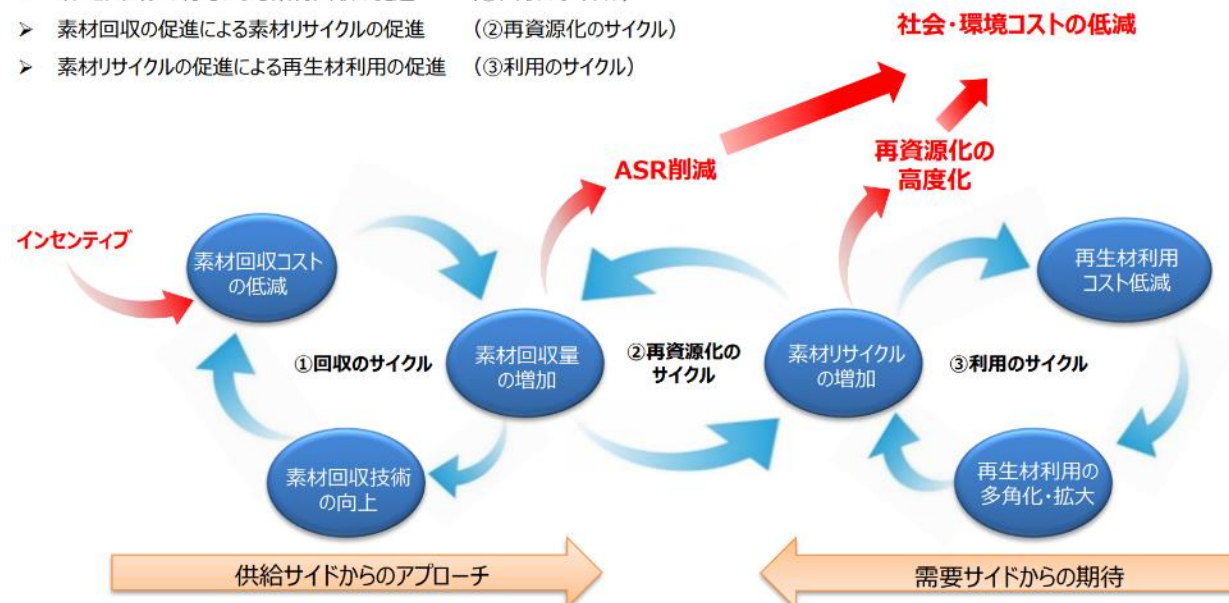 ➢ 素材回収の促進による素材リサイクルの促進 (②再資源化のサイクル)
➢ 素材リサイクルの促進による再生材利用の促進 (③利用のサイクル)
社会・環境コストの低減
ASR削減
再資源化の
高度化
インセンティブ
素材回収コスト
の低減
再生材利用
コスト低減
①回収のサイクル
素材回収量
の増加
②再資源化の
サイクル
素材リサイクル
の増加
③利用のサイクル
素材回収技術
の向上
再生材利用の
多角化・拡大
供給サイドからのアプローチ
需要サイドからの期待